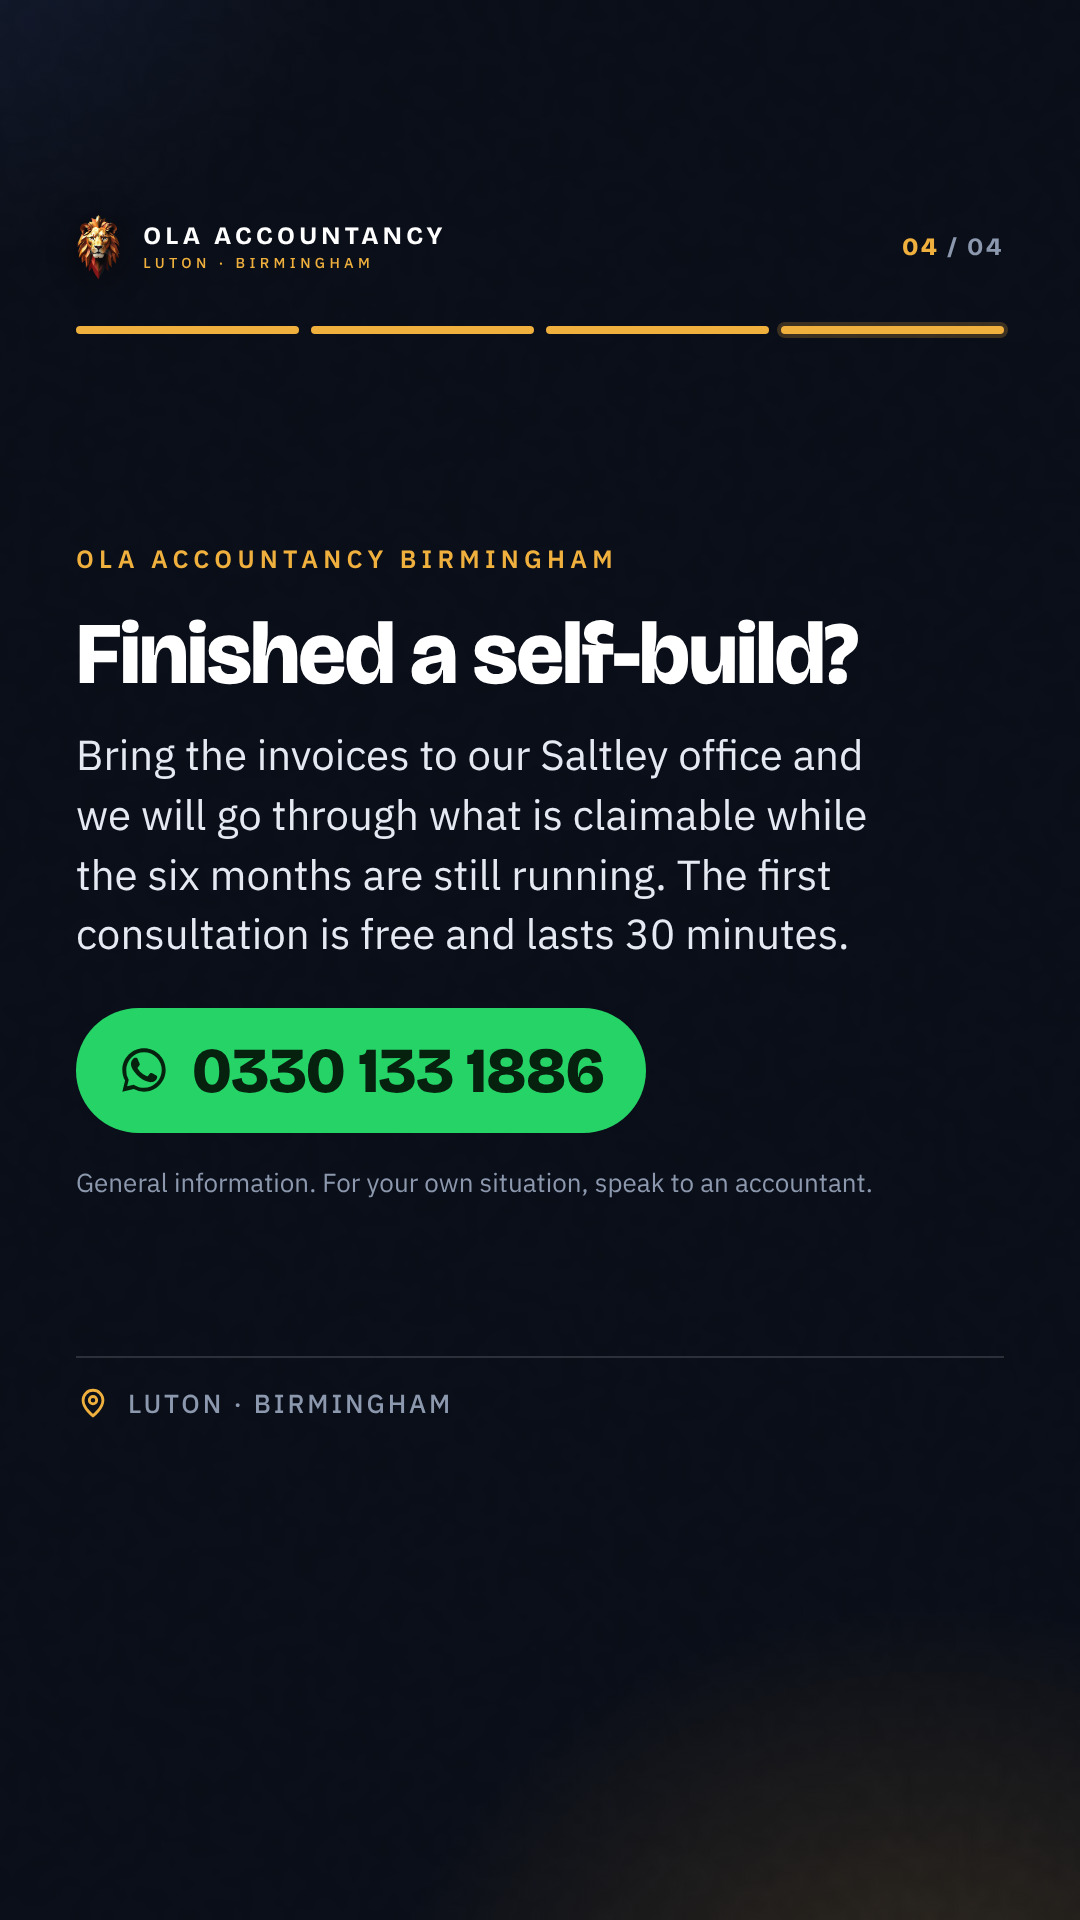 OLA ACCOUNTANCY
LUTON · BIRMINGHAM
04 / 04
OLA ACCOUNTANCY BIRMINGHAM
Finished a self-build?
Bring the invoices to our Saltley office and
we will go through what is claimable while
the six months are still running. The first
consultation is free and lasts 30 minutes.
0330 133 1886
General information. For your own situation, speak to an accountant.
LUTON · BIRMINGHAM